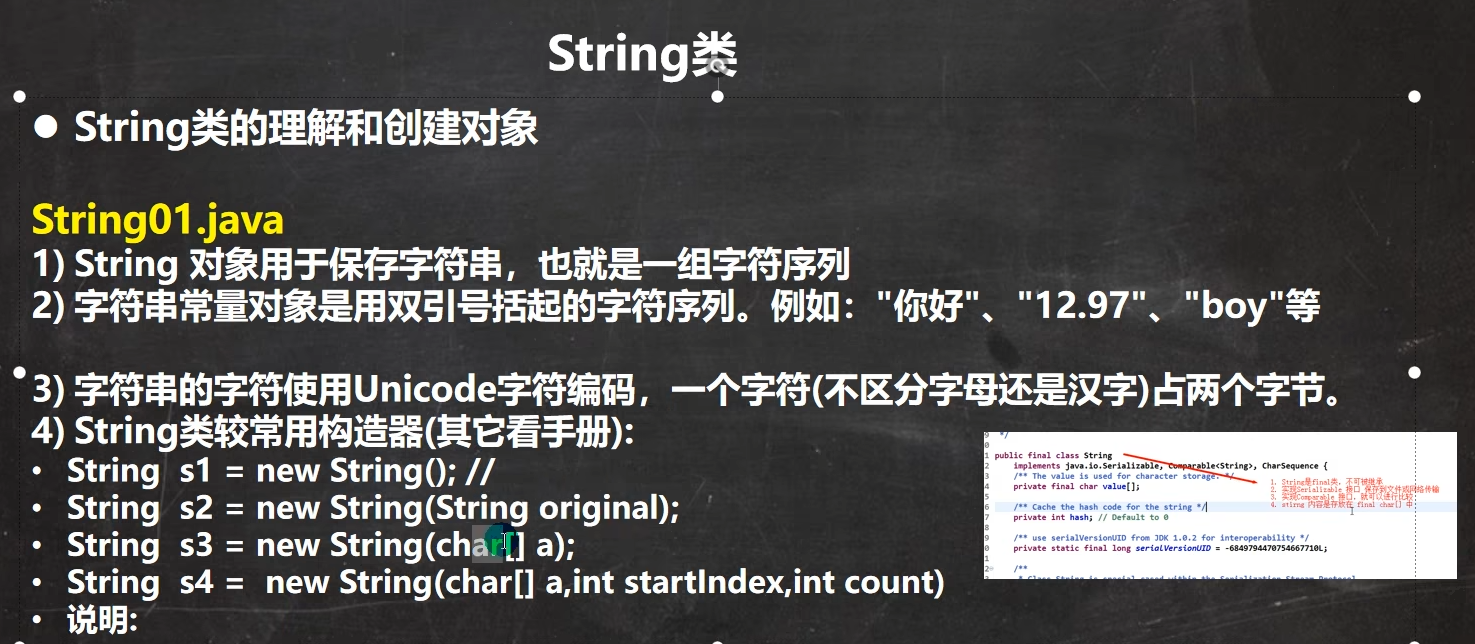 String类
● String类的理解和创建对象
String01.java
1) String 对象用于保存字符串，也就是一组字符序列
2) 字符串常量对象是用双引号括起的字符序列。例如："你好"、"12.97"、"boy"等
3) 字符串的字符使用Unicode字符编码，一个字符(不区分字母还是汉字)占两个字节。
4) String类较常用构造器(其它看手册):
• String s1 = new String(); //
• String s2 = new String(String original);
• String s3 = new String(char[] a);
• String s4 = new String(char[] a,int startIndex,int count)
• 说明:
*/
public final class String
implements java.io.Serializable, Comparable<String>, CharSequence {
/** The value is used for character storage. */
private final char value[];
/** Cache the hash code for the string */
private int hash; // Default to 0
/** use serialVersionUID from JDK 1.0.2 for interoperability */
private static final long serialVersionUID = -6849794470754667710L;
/**
* Class String is special cased within the Serialization Stream Protocol
1. String是final类，不可被继承
2. 实现Serializable 接口 保存到文件或网络传输
3. 实现Comparable 接口，就可以进行比较
4. stirng 内容是存放在 final char[] 中